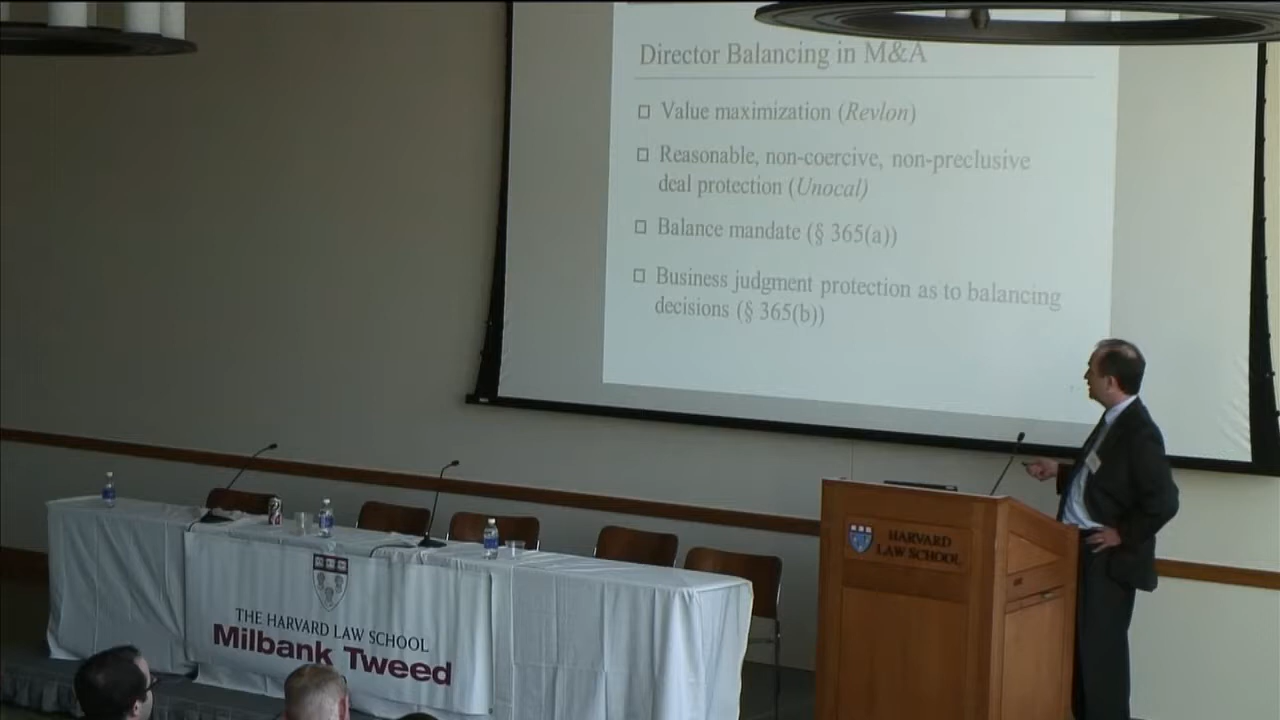 Director Balancing in M&A
☐ Value maximization (Revlon)
☐ Reasonable, non-coercive, non-preclusive
deal protection (Unocal)
☐ Balance mandate (§ 365(a))
☐ Business judgment protection as to balancing
decisions (§ 365(b))
HARVARD
LAW SCHOOL
THE HARVARD LAW SCHOOL
Milbank Tweed